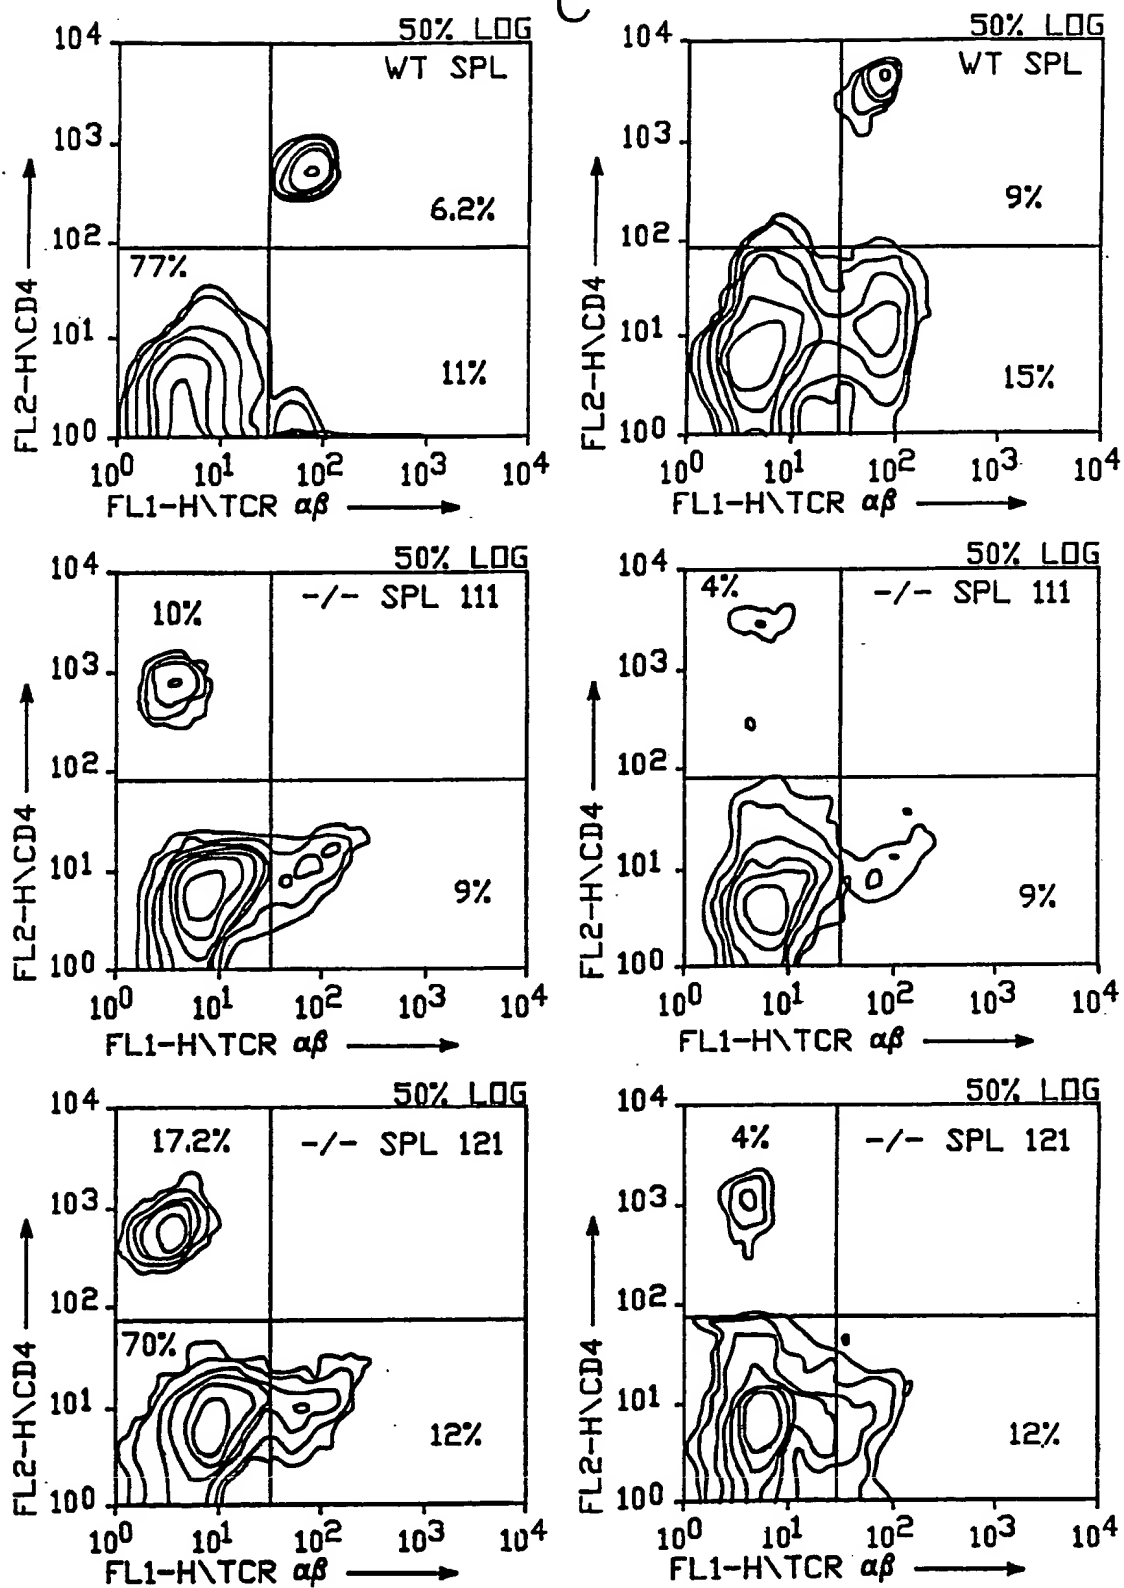 C
50% LOG
WT SPL
10⁴
10³
10²
10¹
10⁰
6.2%
77%
11%
FL2-H\CD4
10⁰ 10¹ 10² 10³ 10⁴
FL1-H\TCR αβ
50% LOG
WT SPL
10⁴
10³
10²
10¹
10⁰
9%
15%
FL2-H\CD4
10⁰ 10¹ 10² 10³ 10⁴
FL1-H\TCR αβ
50% LOG
-/- SPL 111
10⁴
10³
10²
10¹
10⁰
10%
9%
FL2-H\CD4
10⁰ 10¹ 10² 10³ 10⁴
FL1-H\TCR αβ
50% LOG
-/- SPL 111
10⁴
10³
10²
10¹
10⁰
4%
9%
FL2-H\CD4
10⁰ 10¹ 10² 10³ 10⁴
FL1-H\TCR αβ
50% LOG
-/- SPL 121
10⁴
10³
10²
10¹
10⁰
17.2%
70%
12%
FL2-H\CD4
10⁰ 10¹ 10² 10³ 10⁴
FL1-H\TCR αβ
50% LOG
-/- SPL 121
10⁴
10³
10²
10¹
10⁰
4%
12%
FL2-H\CD4
10⁰ 10¹ 10² 10³ 10⁴
FL1-H\TCR αβ